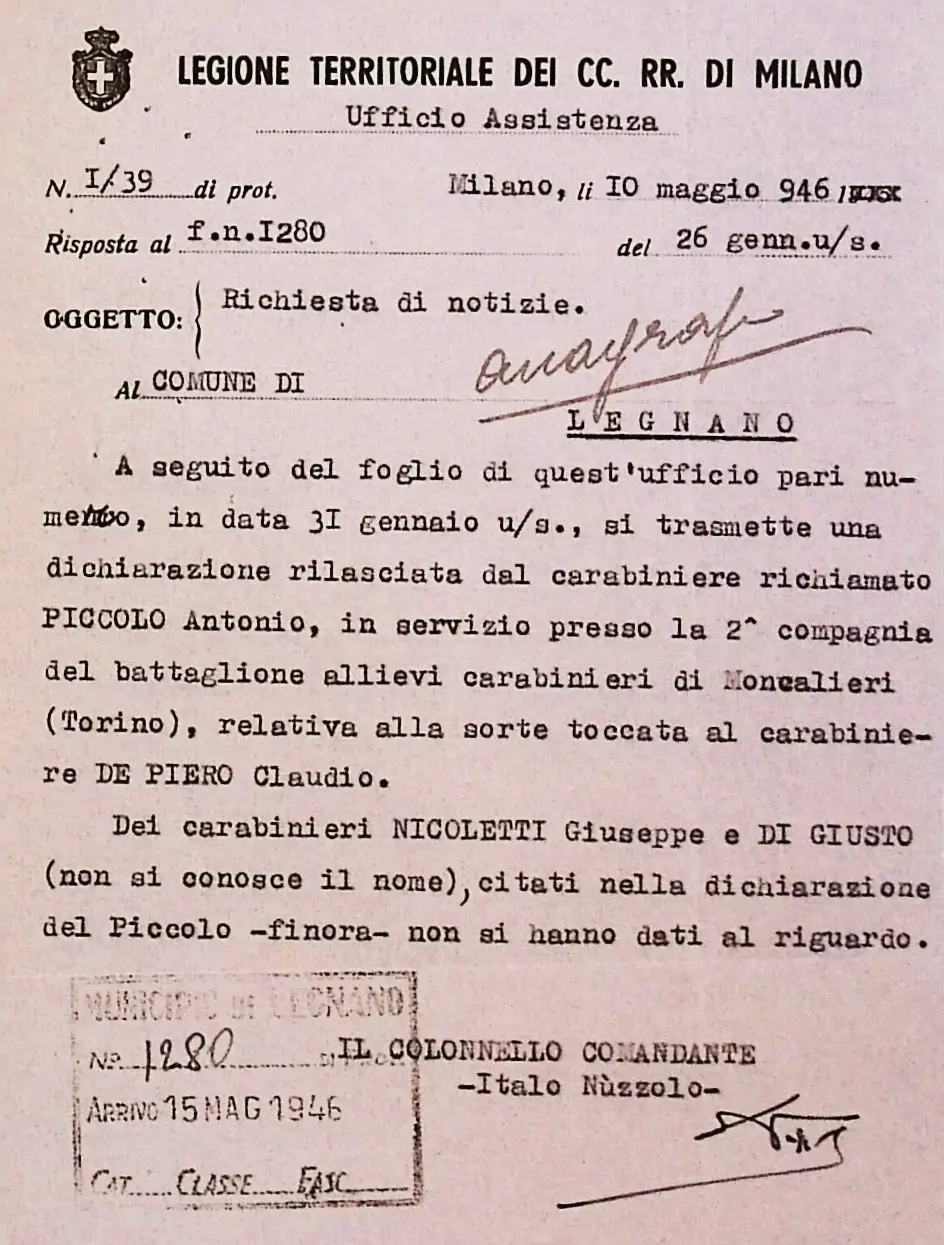 LEGIONE TERRITORIALE DEI CC. RR. DI MILANO
Ufficio Assistenza
N. I/39 di prot.
Milano, li 10 maggio 946
Risposta al f.n.I280 del 26 genn.u/s.
OGGETTO: Richiesta di notizie.
anagraf
Al COMUNE DI
LEGNANO
A seguito del foglio di quest'ufficio pari nu-
mero, in data 3I gennaio u/s., si trasmette una
dichiarazione rilasciata dal carabiniere richiamato
PICCOLO Antonio, in servizio presso la 2^ compagnia
del battaglione allievi carabinieri di Moncalieri
(Torino), relativa alla sorte toccata al carabinie-
re DE PIERO Claudio.
Dei carabinieri NICOLETTI Giuseppe e DI GIUSTO
(non si conosce il nome), citati nella dichiarazione
del Piccolo -finora- non si hanno dati al riguardo.
MUNICIPIO DI LEGNANO
No. 1280
ARRIVO 15 MAG 1946
CAT. CLASSE FASC.
IL COLONNELLO COMANDANTE
-Italo Nùzzolo-